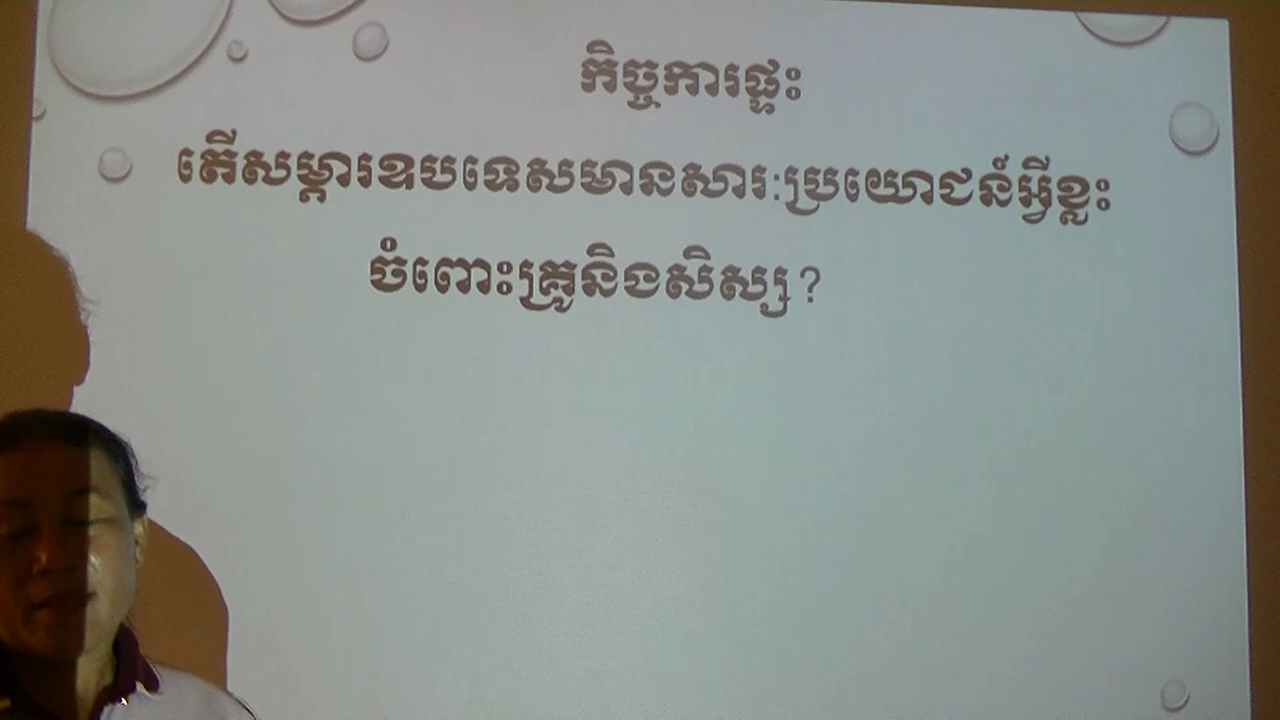 កិច្ចការផ្ទះ
តើសម្ភារឧបទេសមានសារៈប្រយោជន៍អ្វីខ្លះ
ចំពោះគ្រូនិងសិស្ស?